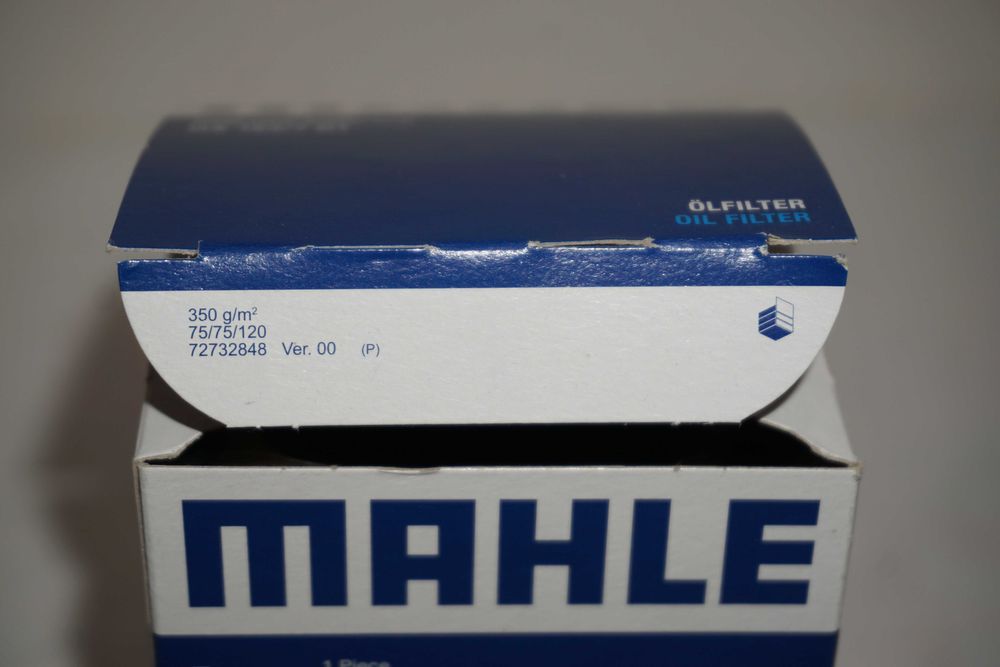 ÖLFILTER
OIL FILTER
350 g/m²
75/75/120
72732848 Ver. 00 (P)
MAHLE
1 Piece